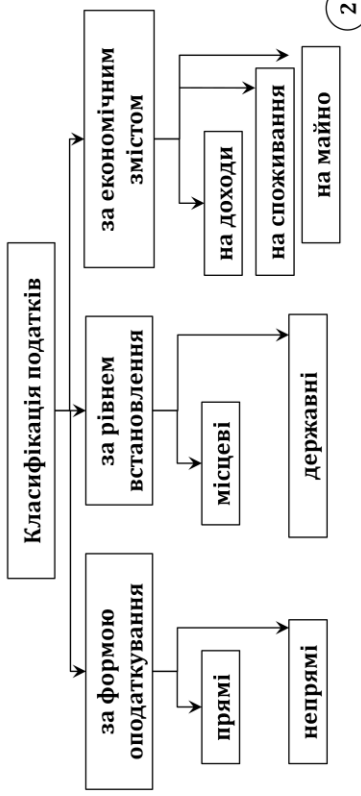 Класифікація податків
за формою
оподаткування
прямі
непрямі
за рівнем
встановлення
місцеві
державні
за економічним
змістом
на доходи
на споживання
на майно
2